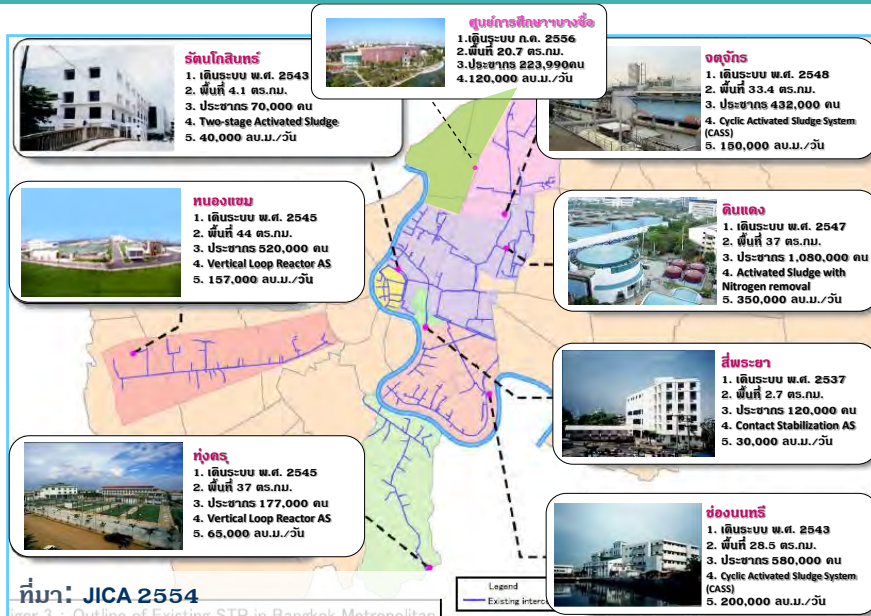 ศูนย์การศึกษาฯบางซื่อ
1.เดินระบบ ก.ค. 2556
2.พื้นที่ 20.7 ตร.กม.
3.ประชากร 223,990คน
4.120,000 ลบ.ม./วัน
รัตนโกสินทร์
1. เดินระบบ พ.ศ. 2543
2. พื้นที่ 4.1 ตร.กม.
3. ประชากร 70,000 คน
4. Two-stage Activated Sludge
5. 40,000 ลบ.ม./วัน
จตุจักร
1. เดินระบบ พ.ศ. 2548
2. พื้นที่ 33.4 ตร.กม.
3. ประชากร 432,000 คน
4. Cyclic Activated Sludge System
(CASS)
5. 150,000 ลบ.ม./วัน
หนองแขม
1. เดินระบบ พ.ศ. 2545
2. พื้นที่ 44 ตร.กม.
3. ประชากร 520,000 คน
4. Vertical Loop Reactor AS
5. 157,000 ลบ.ม./วัน
ดินแดง
1. เดินระบบ พ.ศ. 2547
2. พื้นที่ 37 ตร.กม.
3. ประชากร 1,080,000 คน
4. Activated Sludge with
Nitrogen removal
5. 350,000 ลบ.ม./วัน
สี่พระยา
1. เดินระบบ พ.ศ. 2537
2. พื้นที่ 2.7 ตร.กม.
3. ประชากร 120,000 คน
4. Contact Stabilization AS
5. 30,000 ลบ.ม./วัน
ทุ่งครุ
1. เดินระบบ พ.ศ. 2545
2. พื้นที่ 37 ตร.กม.
3. ประชากร 177,000 คน
4. Vertical Loop Reactor AS
5. 65,000 ลบ.ม./วัน
ช่องนนทรี
1. เดินระบบ พ.ศ. 2543
2. พื้นที่ 28.5 ตร.กม.
3. ประชากร 580,000 คน
4. Cyclic Activated Sludge System
(CASS)
5. 200,000 ลบ.ม./วัน
Legend
Existing
ที่มา: JICA 2554
3 : Outline of Existing STP in Bangkok Metropolitan